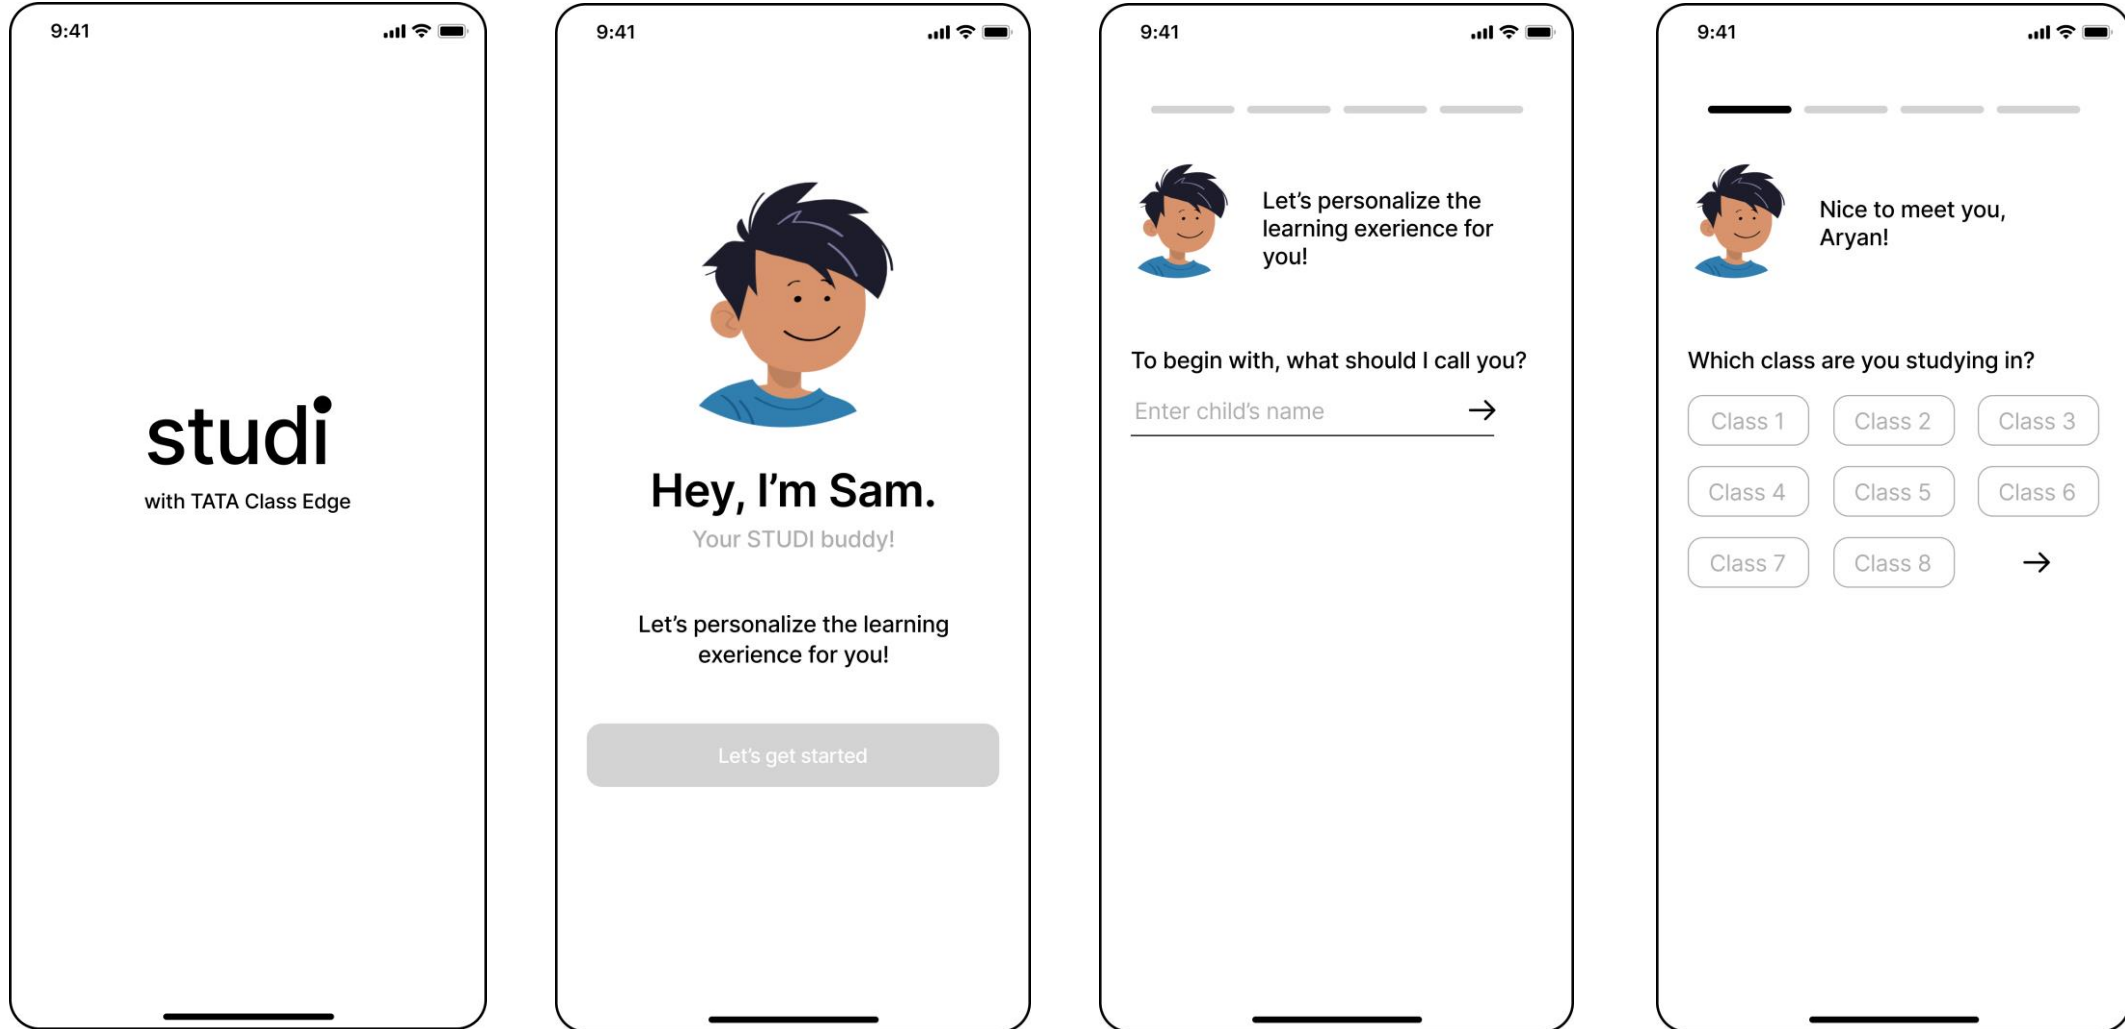 9:41
studi
with TATA Class Edge
9:41
Hey, I'm Sam.
Your STUDI buddy!
Let's personalize the learning
exerience for you!
Let's get started
9:41
Let's personalize the
learning exerience for
you!
To begin with, what should I call you?
Enter child's name
9:41
Nice to meet you,
Aryan!
Which class are you studying in?
Class 1 Class 2 Class 3
Class 4 Class 5 Class 6
Class 7 Class 8